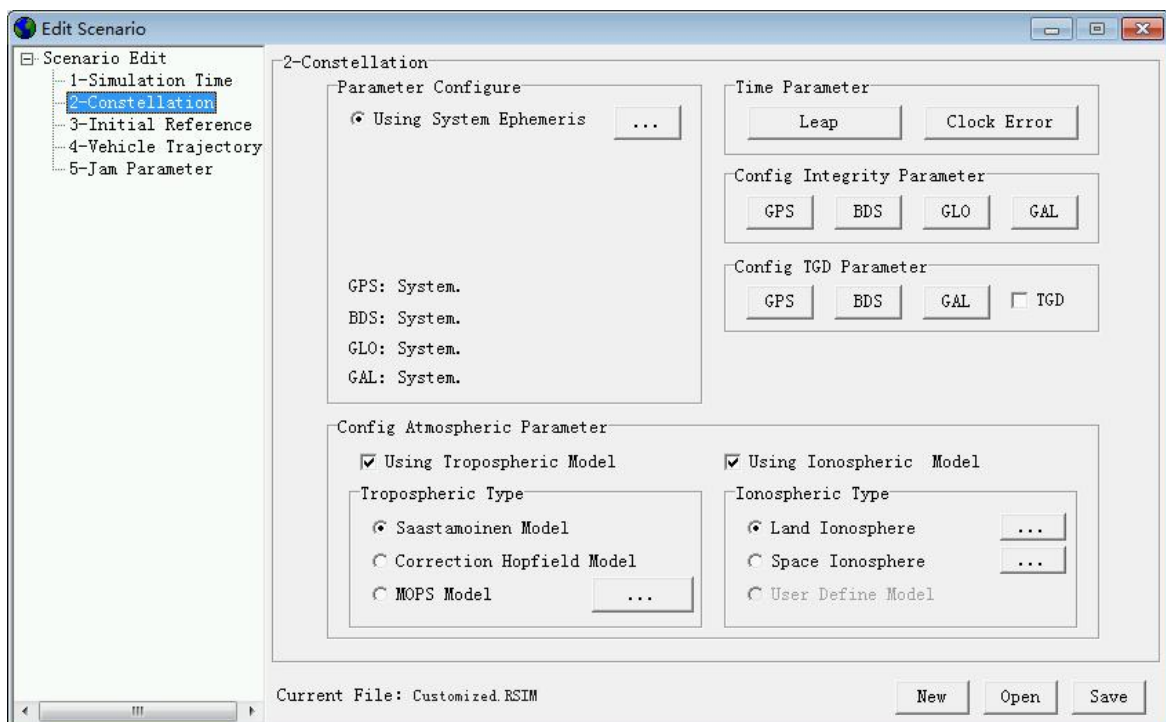 Edit Scenario
Scenario Edit
1-Simulation Time
2-Constellation
3-Initial Reference
4-Vehicle Trajectory
5-Jam Parameter
2-Constellation
Parameter Configure
Using System Ephemeris
...
GPS: System.
BDS: System.
GLO: System.
GAL: System.
Time Parameter
Leap
Clock Error
Config Integrity Parameter
GPS
BDS
GLO
GAL
Config TGD Parameter
GPS
BDS
GAL
TGD
Config Atmospheric Parameter
Using Tropospheric Model
Tropospheric Type
Saastamoinen Model
Correction Hopfield Model
MOPS Model
...
Using Ionospheric Model
Ionospheric Type
Land Ionosphere
...
Space Ionosphere
...
User Define Model
Current File: Customized.RSIM
New
Open
Save